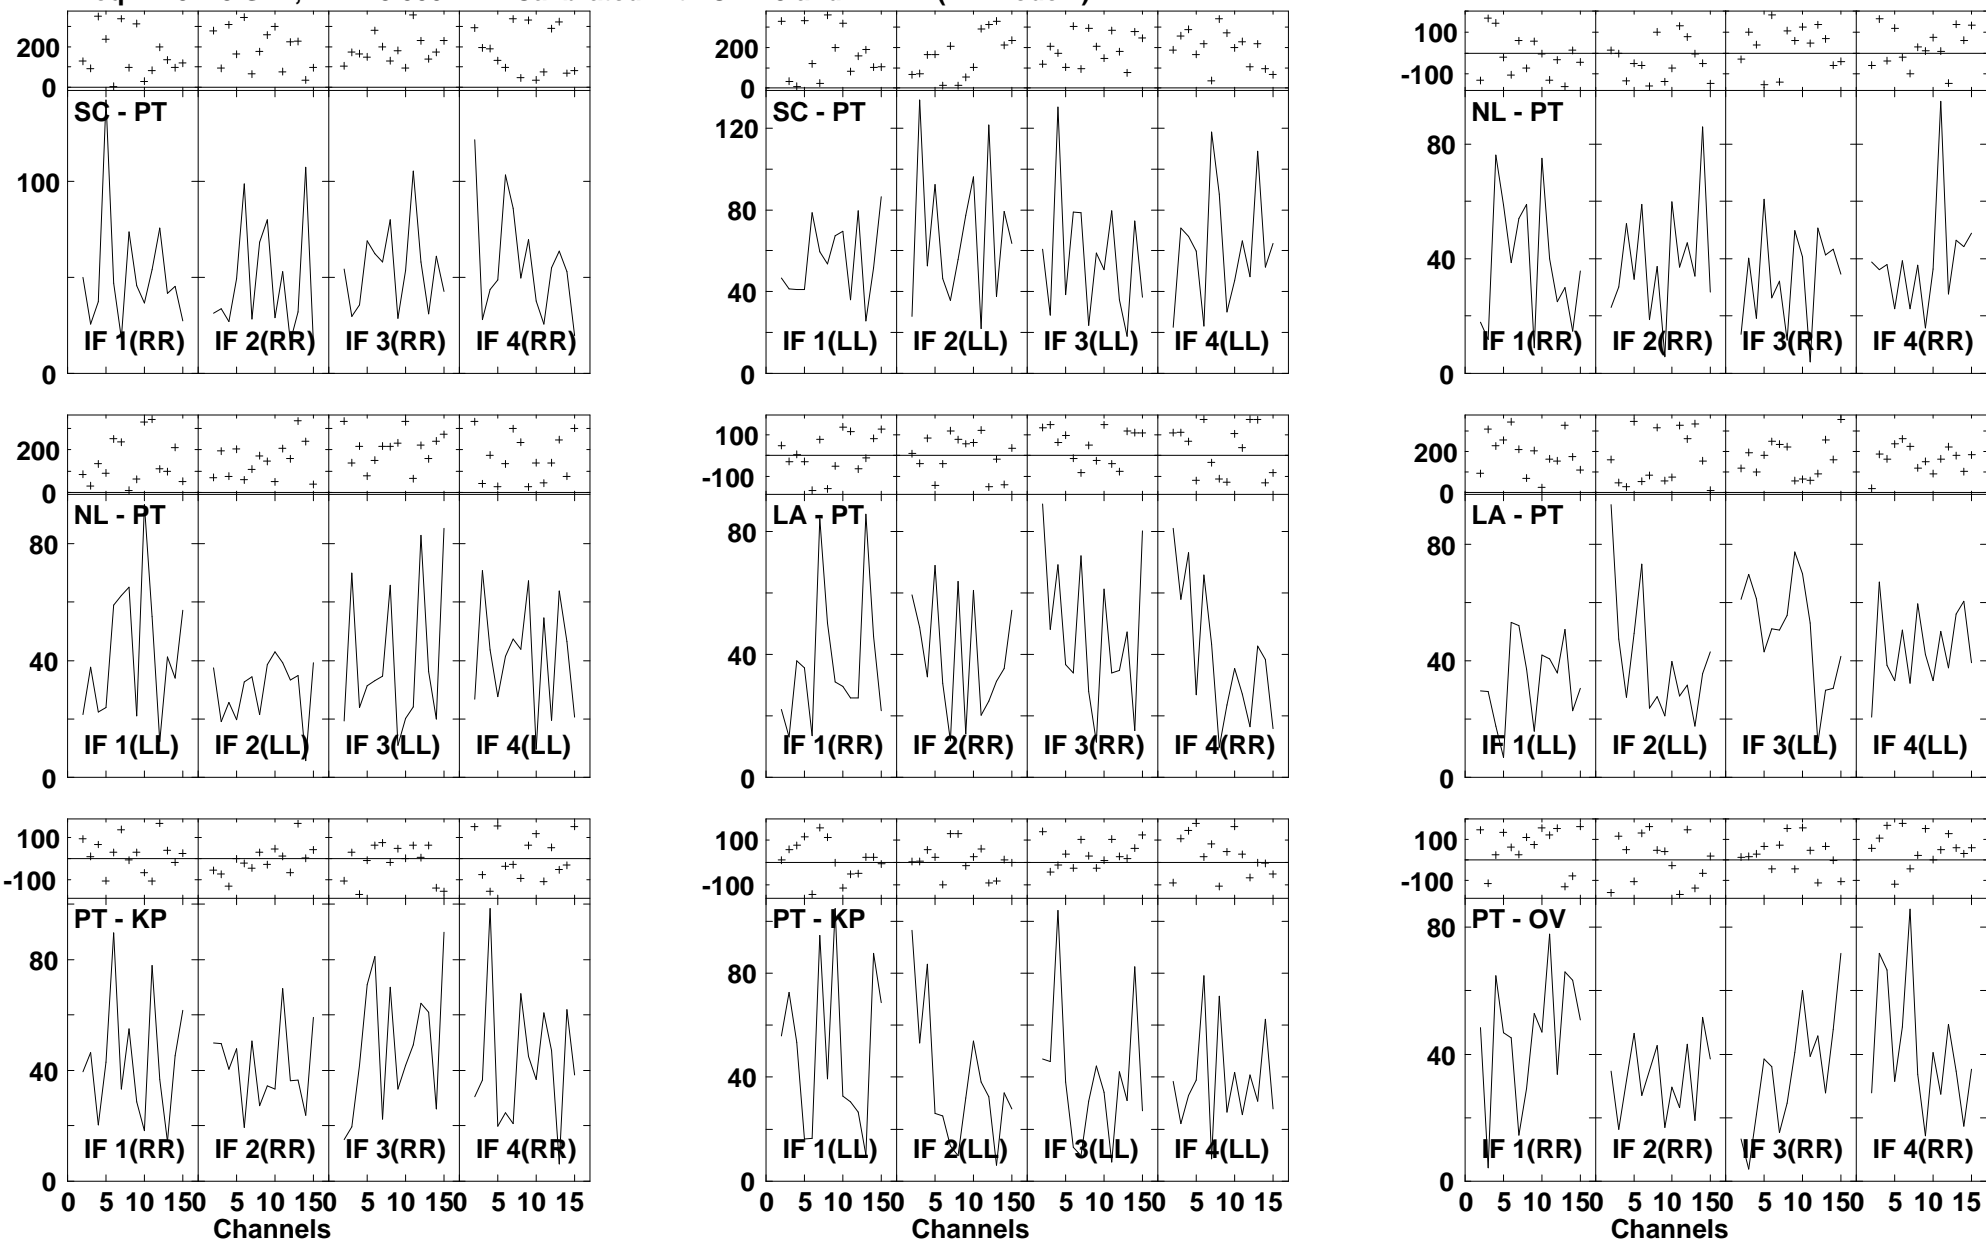 200
0
SC - PT
100
0
IF 1(RR) IF 2(RR) IF 3(RR) IF 4(RR)
200
0
SC - PT
120
80
40
0
IF 1(LL) IF 2(LL) IF 3(LL) IF 4(LL)
100
-100
NL - PT
80
40
0
IF 1(RR) IF 2(RR) IF 3(RR) IF 4(RR)
200
0
NL - PT
80
40
0
IF 1(LL) IF 2(LL) IF 3(LL) IF 4(LL)
100
-100
LA - PT
80
40
0
IF 1(RR) IF 2(RR) IF 3(RR) IF 4(RR)
200
0
LA - PT
80
40
0
IF 1(LL) IF 2(LL) IF 3(LL) IF 4(LL)
100
-100
PT - KP
80
40
0
IF 1(RR) IF 2(RR) IF 3(RR) IF 4(RR)
0 5 10 150 5 10 150 5 10 150 5 10 15
Channels
100
-100
PT - KP
80
40
0
IF 1(LL) IF 2(LL) IF 3(LL) IF 4(LL)
0 5 10 150 5 10 150 5 10 150 5 10 15
Channels
100
-100
PT - OV
80
40
0
IF 1(RR) IF 2(RR) IF 3(RR) IF 4(RR)
0 5 10 150 5 10 150 5 10 150 5 10 15
Channels